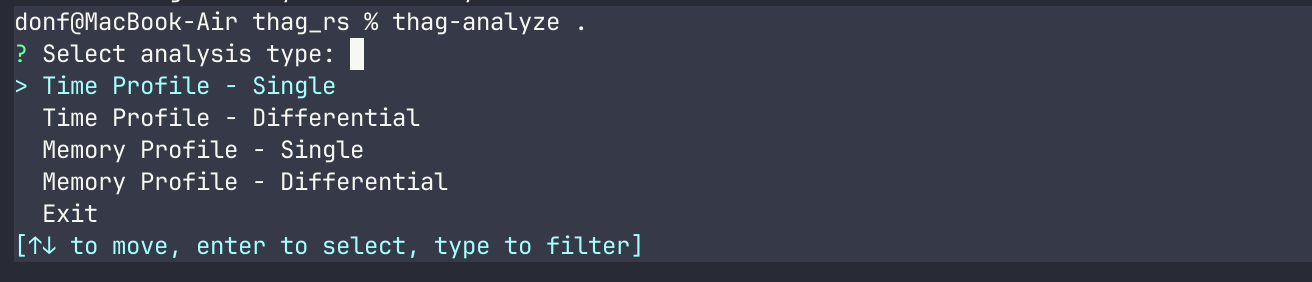 donf@MacBook-Air thag_rs % thag-analyze .
? Select analysis type:
> Time Profile - Single
Time Profile - Differential
Memory Profile - Single
Memory Profile - Differential
Exit
[↑↓ to move, enter to select, type to filter]